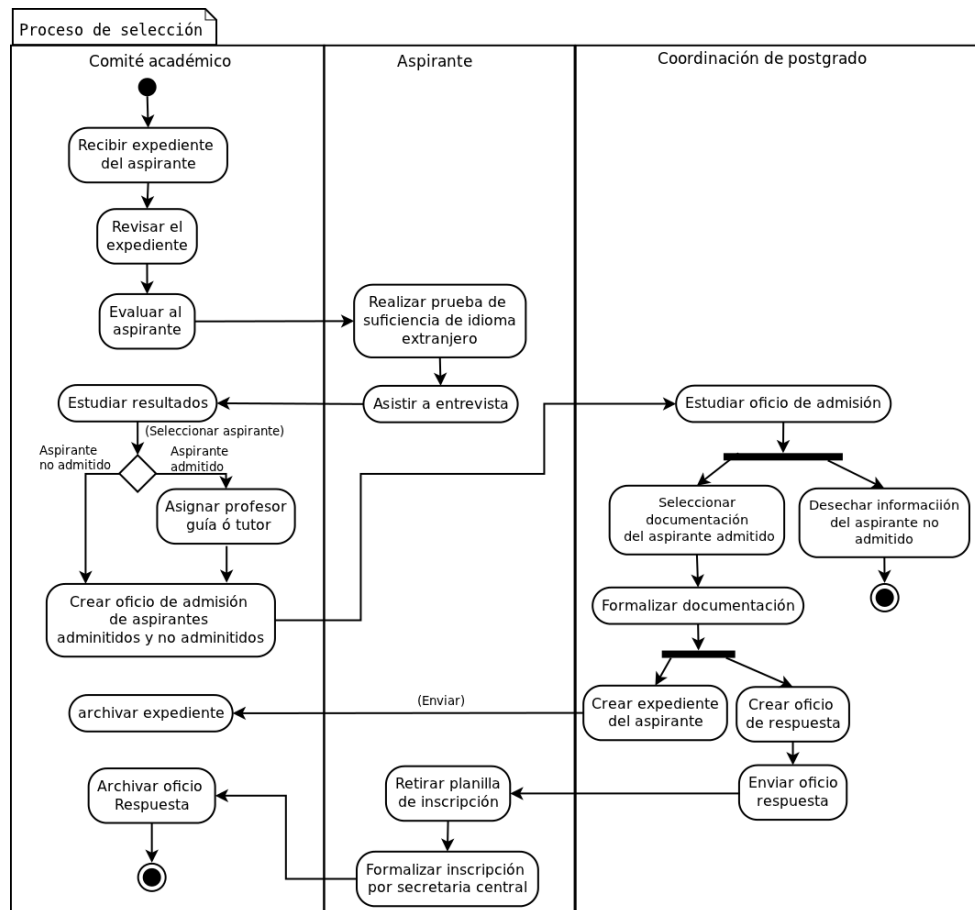 Proceso de selección
Comité académico
Aspirante
Coordinación de postgrado
Recibir expediente
del aspirante
Revisar el
expediente
Evaluar al
aspirante
Realizar prueba de
suficiencia de idioma
extranjero
Asistir a entrevista
Estudiar resultados
(Seleccionar aspirante)
Aspirante
no admitido
Aspirante
admitido
Asignar profesor
guía ó tutor
Crear oficio de admisión
de aspirantes
adminitidos y no adminitidos
Estudiar oficio de admisión
Seleccionar
documentación
del aspirante admitido
Desechar informaciión
del aspirante no
admitido
Formalizar documentación
Crear expediente
del aspirante
Crear oficio
de respuesta
(Enviar)
archivar expediente
Enviar oficio
respuesta
Retirar planilla
de inscripción
Formalizar inscripción
por secretaria central
Archivar oficio
Respuesta